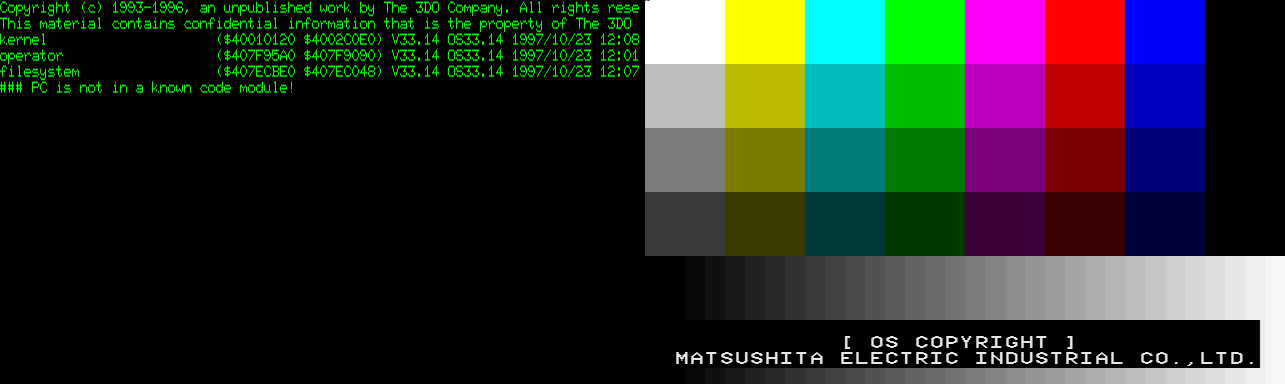 Copyright (c) 1993-1996, an unpublished work by The 3DO Company. All rights rese
This material contains confidential information that is the property of The 3DO
kernel ($40010120 $4002C0E0) V33.14 OS33.14 1997/10/23 12:08
operator ($407F95A0 $407F9090) V33.14 OS33.14 1997/10/23 12:01
filesystem ($407ECBE0 $407EC048) V33.14 OS33.14 1997/10/23 12:07
### PC is not in a known code module!
[ OS COPYRIGHT ]
MATSUSHITA ELECTRIC INDUSTRIAL CO.,LTD.